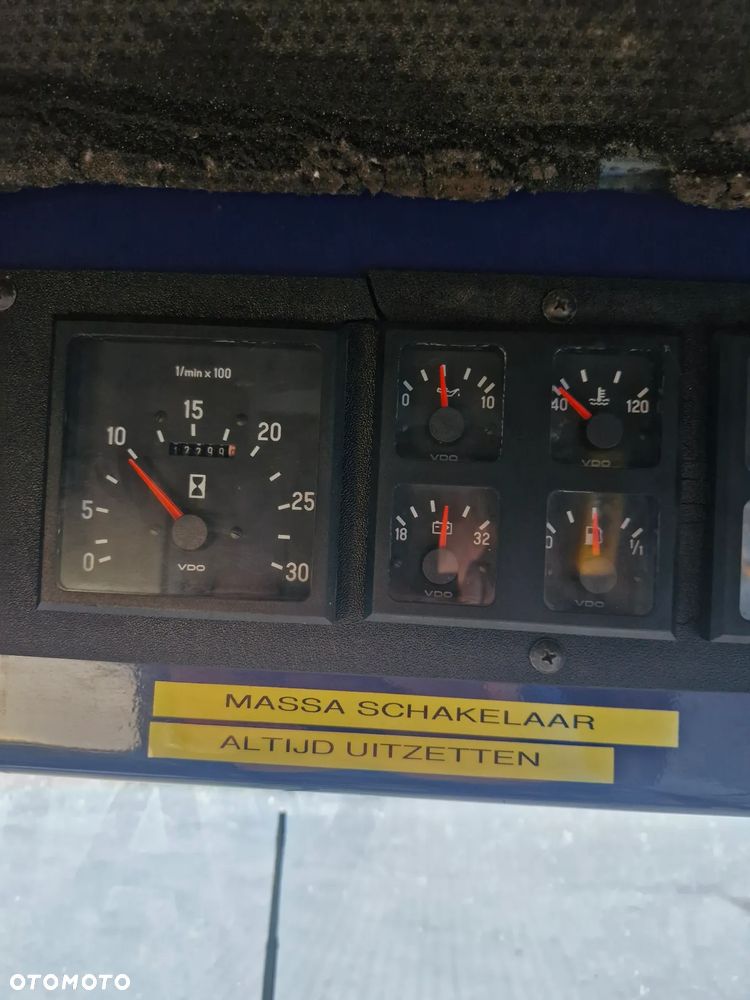 1/min x 100
0 5 10 15 20 25 30
VDO
0 10
VDO
40 120
VDO
18 32
VDO
0 1/1
VDO
MASSA SCHAKELAAR
ALTIJD UITZETTEN
OTOMOTO